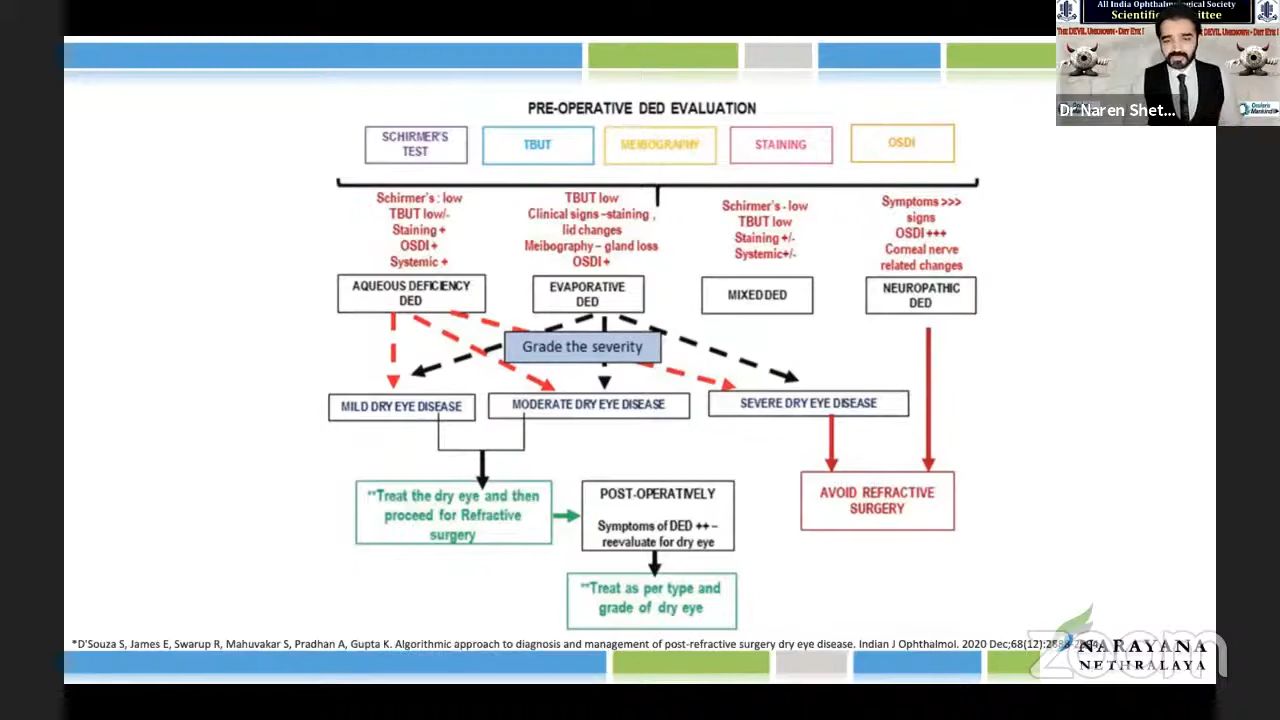 All India Ophthalmological Society
Scientific Committee
THE DEVIL UNKNOWN - DRY EYE !
DRY EYE !
Dr Naren Shet...
PRE-OPERATIVE DED EVALUATION
SCHIRMER'S
TEST
TBUT
MEIBOGRAPHY
STAINING
OSDI
Schirmer's : low
TBUT low/-
Staining +
OSDI +
Systemic +
TBUT low
Clinical signs –staining ,
lid changes
Meibography – gland loss
OSDI +
Schirmer's - low
TBUT low
Staining +/-
Systemic+/-
Symptoms >>>
signs
OSDI +++
Corneal nerve
related changes
AQUEOUS DEFICIENCY
DED
EVAPORATIVE
DED
MIXED DED
NEUROPATHIC
DED
Grade the severity
MILD DRY EYE DISEASE
MODERATE DRY EYE DISEASE
SEVERE DRY EYE DISEASE
**Treat the dry eye and then
proceed for Refractive
surgery
POST-OPERATIVELY
Symptoms of DED ++ –
reevaluate for dry eye
AVOID REFRACTIVE
SURGERY
**Treat as per type and
grade of dry eye
*D'Souza S, James E, Swarup R, Mahuvakar S, Pradhan A, Gupta K. Algorithmic approach to diagnosis and management of post-refractive surgery dry eye disease. Indian J Ophthalmol. 2020 Dec;68(12):
NARAYANA
NETHRALAYA
zoom